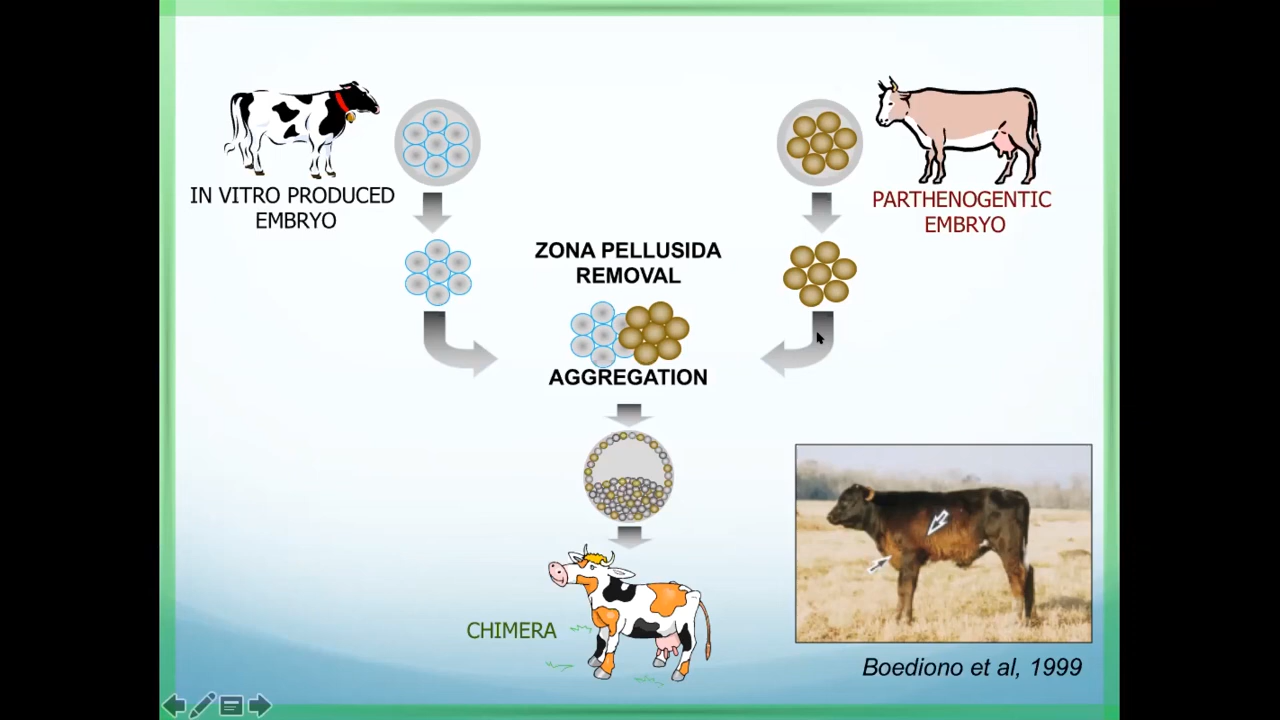 IN VITRO PRODUCED
EMBRYO
PARTHENOGENTIC
EMBRYO
ZONA PELLUSIDA
REMOVAL
AGGREGATION
CHIMERA
Boediono et al, 1999